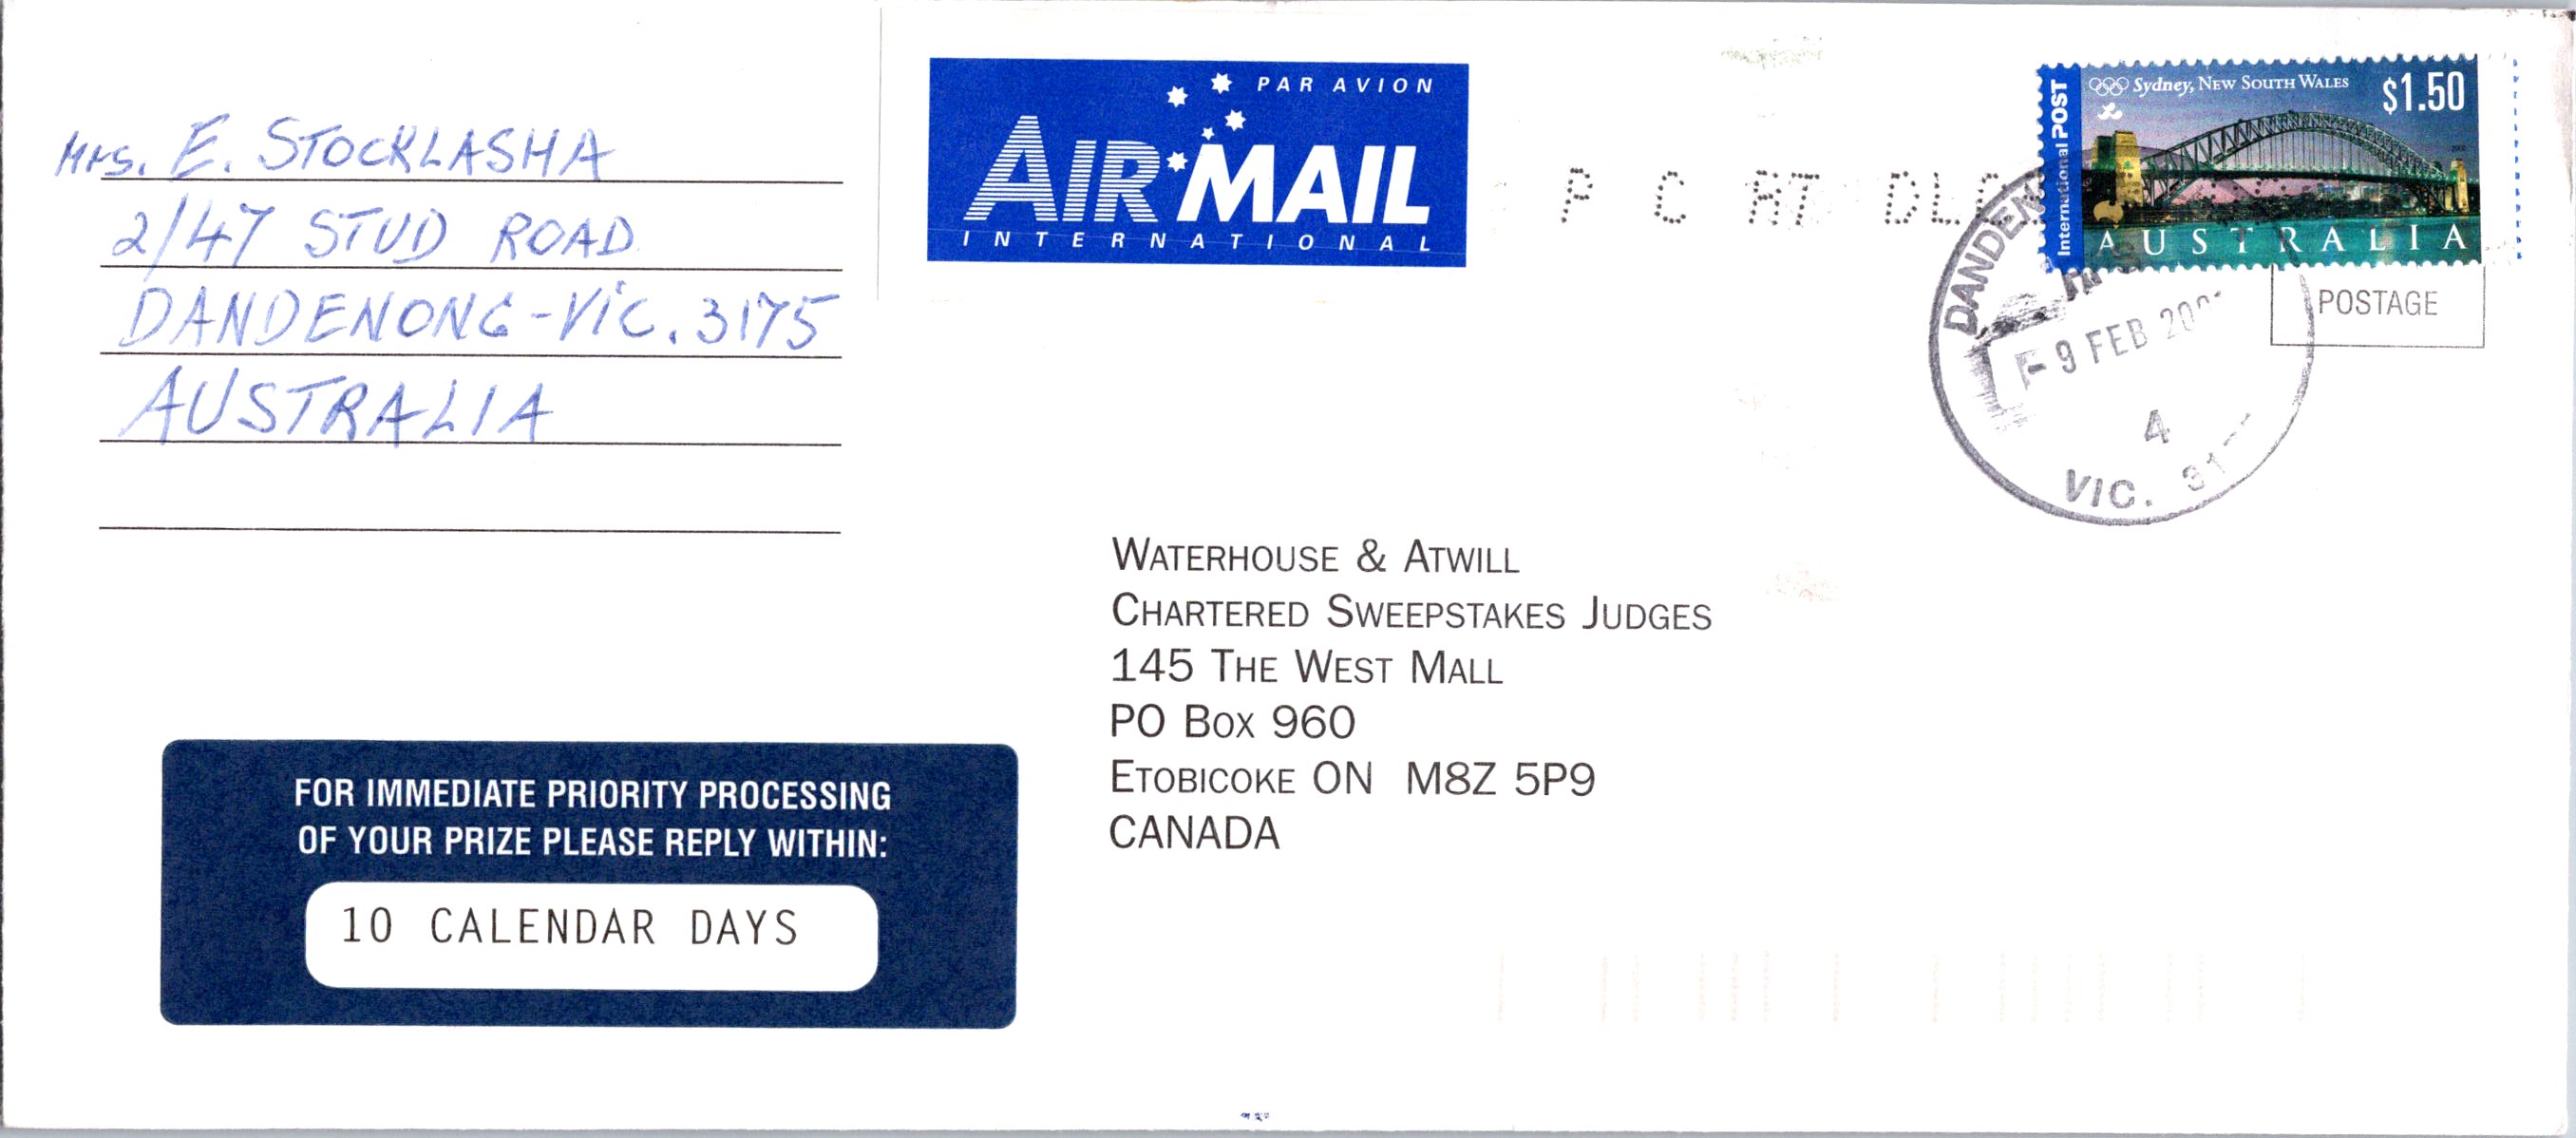 Mrs. E. STOCKLASHA
2/47 STUD ROAD
DANDENONG-VIC. 3175
AUSTRALIA
PAR AVION
AIR MAIL
INTERNATIONAL
P C RT DLC
International POST
Sydney, NEW SOUTH WALES
$1.50
2000
AUSTRALIA
POSTAGE
9 FEB
4
VIC. 31
WATERHOUSE & ATWILL
CHARTERED SWEEPSTAKES JUDGES
145 THE WEST MALL
PO BOX 960
ETOBICOKE ON M8Z 5P9
CANADA
FOR IMMEDIATE PRIORITY PROCESSING
OF YOUR PRIZE PLEASE REPLY WITHIN:
10 CALENDAR DAYS